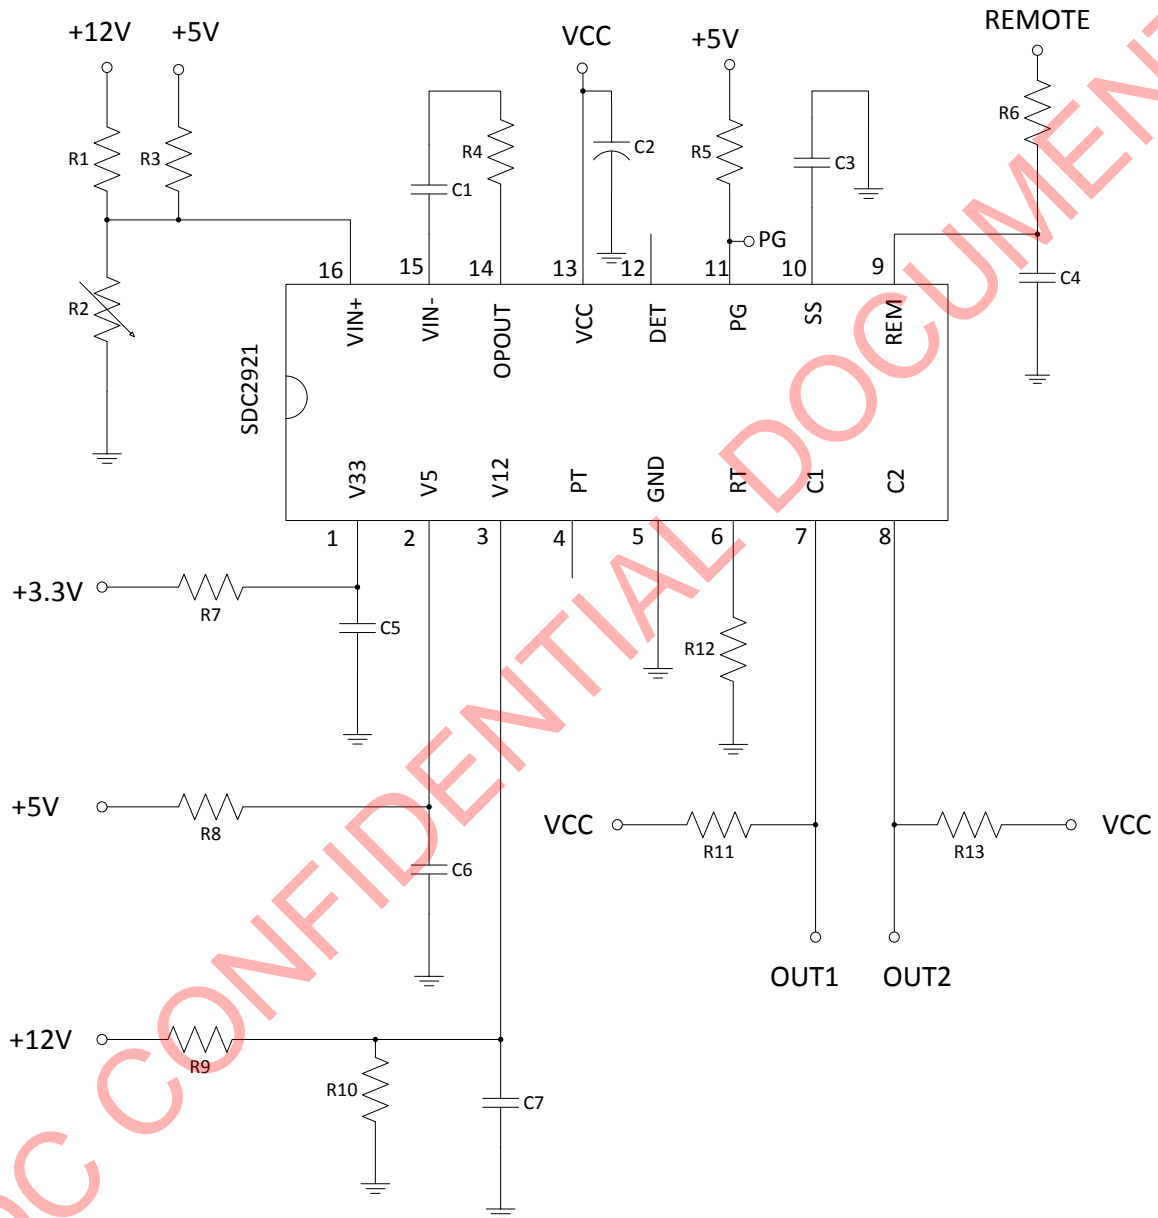 +12V +5V VCC +5V REMOTE
R1 R3 C1 R4 C2 R5 C3 R6
PG
R2 C4
16 15 14 13 12 11 10 9
VIN+ VIN- OPOUT VCC DET PG SS REM
SDC2921
V33 V5 V12 PT GND RT C1 C2
1 2 3 4 5 6 7 8
+3.3V R7 C5 R12
+5V R8 C6 VCC R11 R13 VCC
OUT1 OUT2
+12V R9 R10 C7
DC CONFIDENTIAL DOCUMENT